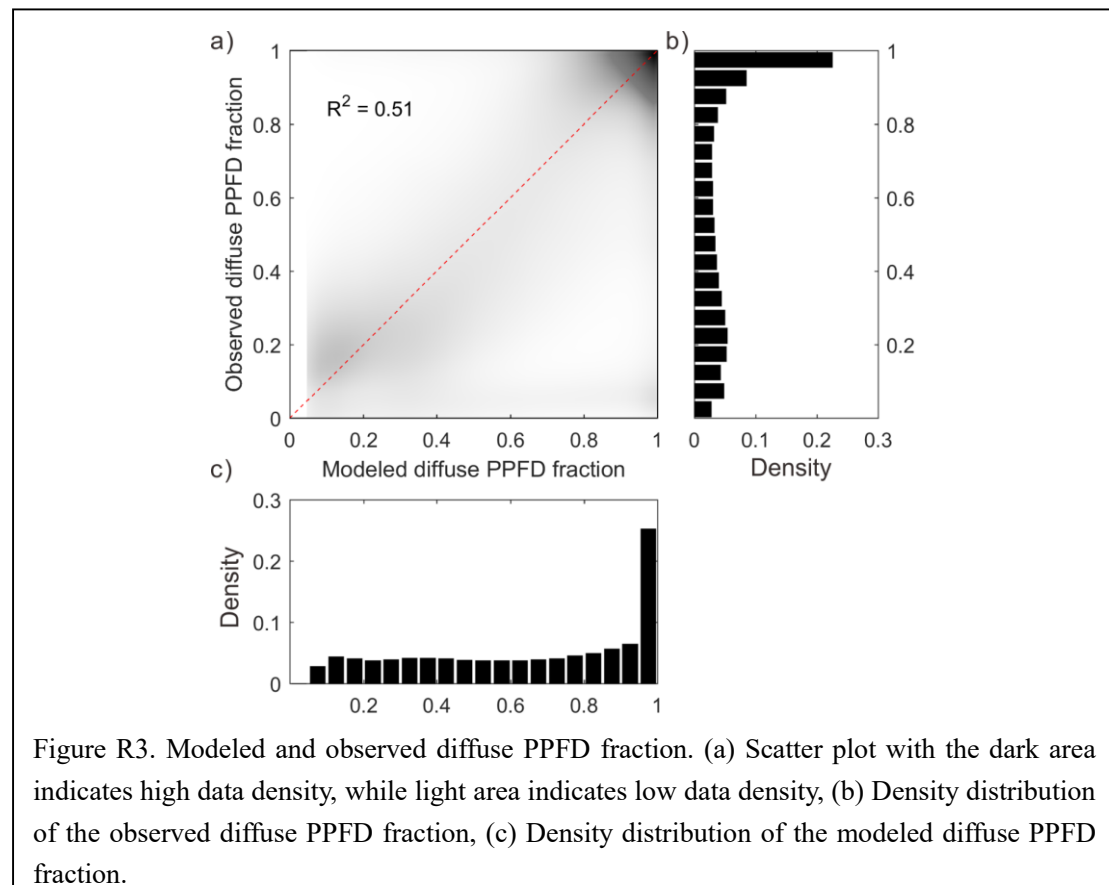 a)
b)
1
0.8
0.6
0.4
0.2
0
Observed diffuse PPFD fraction
R² = 0.51
0 0.2 0.4 0.6 0.8 1
Modeled diffuse PPFD fraction
1
0.8
0.6
0.4
0.2
0 0.1 0.2 0.3
Density
c)
0.3
0.2
0.1
0
Density
0.2 0.4 0.6 0.8 1
Figure R3. Modeled and observed diffuse PPFD fraction. (a) Scatter plot with the dark area
indicates high data density, while light area indicates low data density, (b) Density distribution
of the observed diffuse PPFD fraction, (c) Density distribution of the modeled diffuse PPFD
fraction.